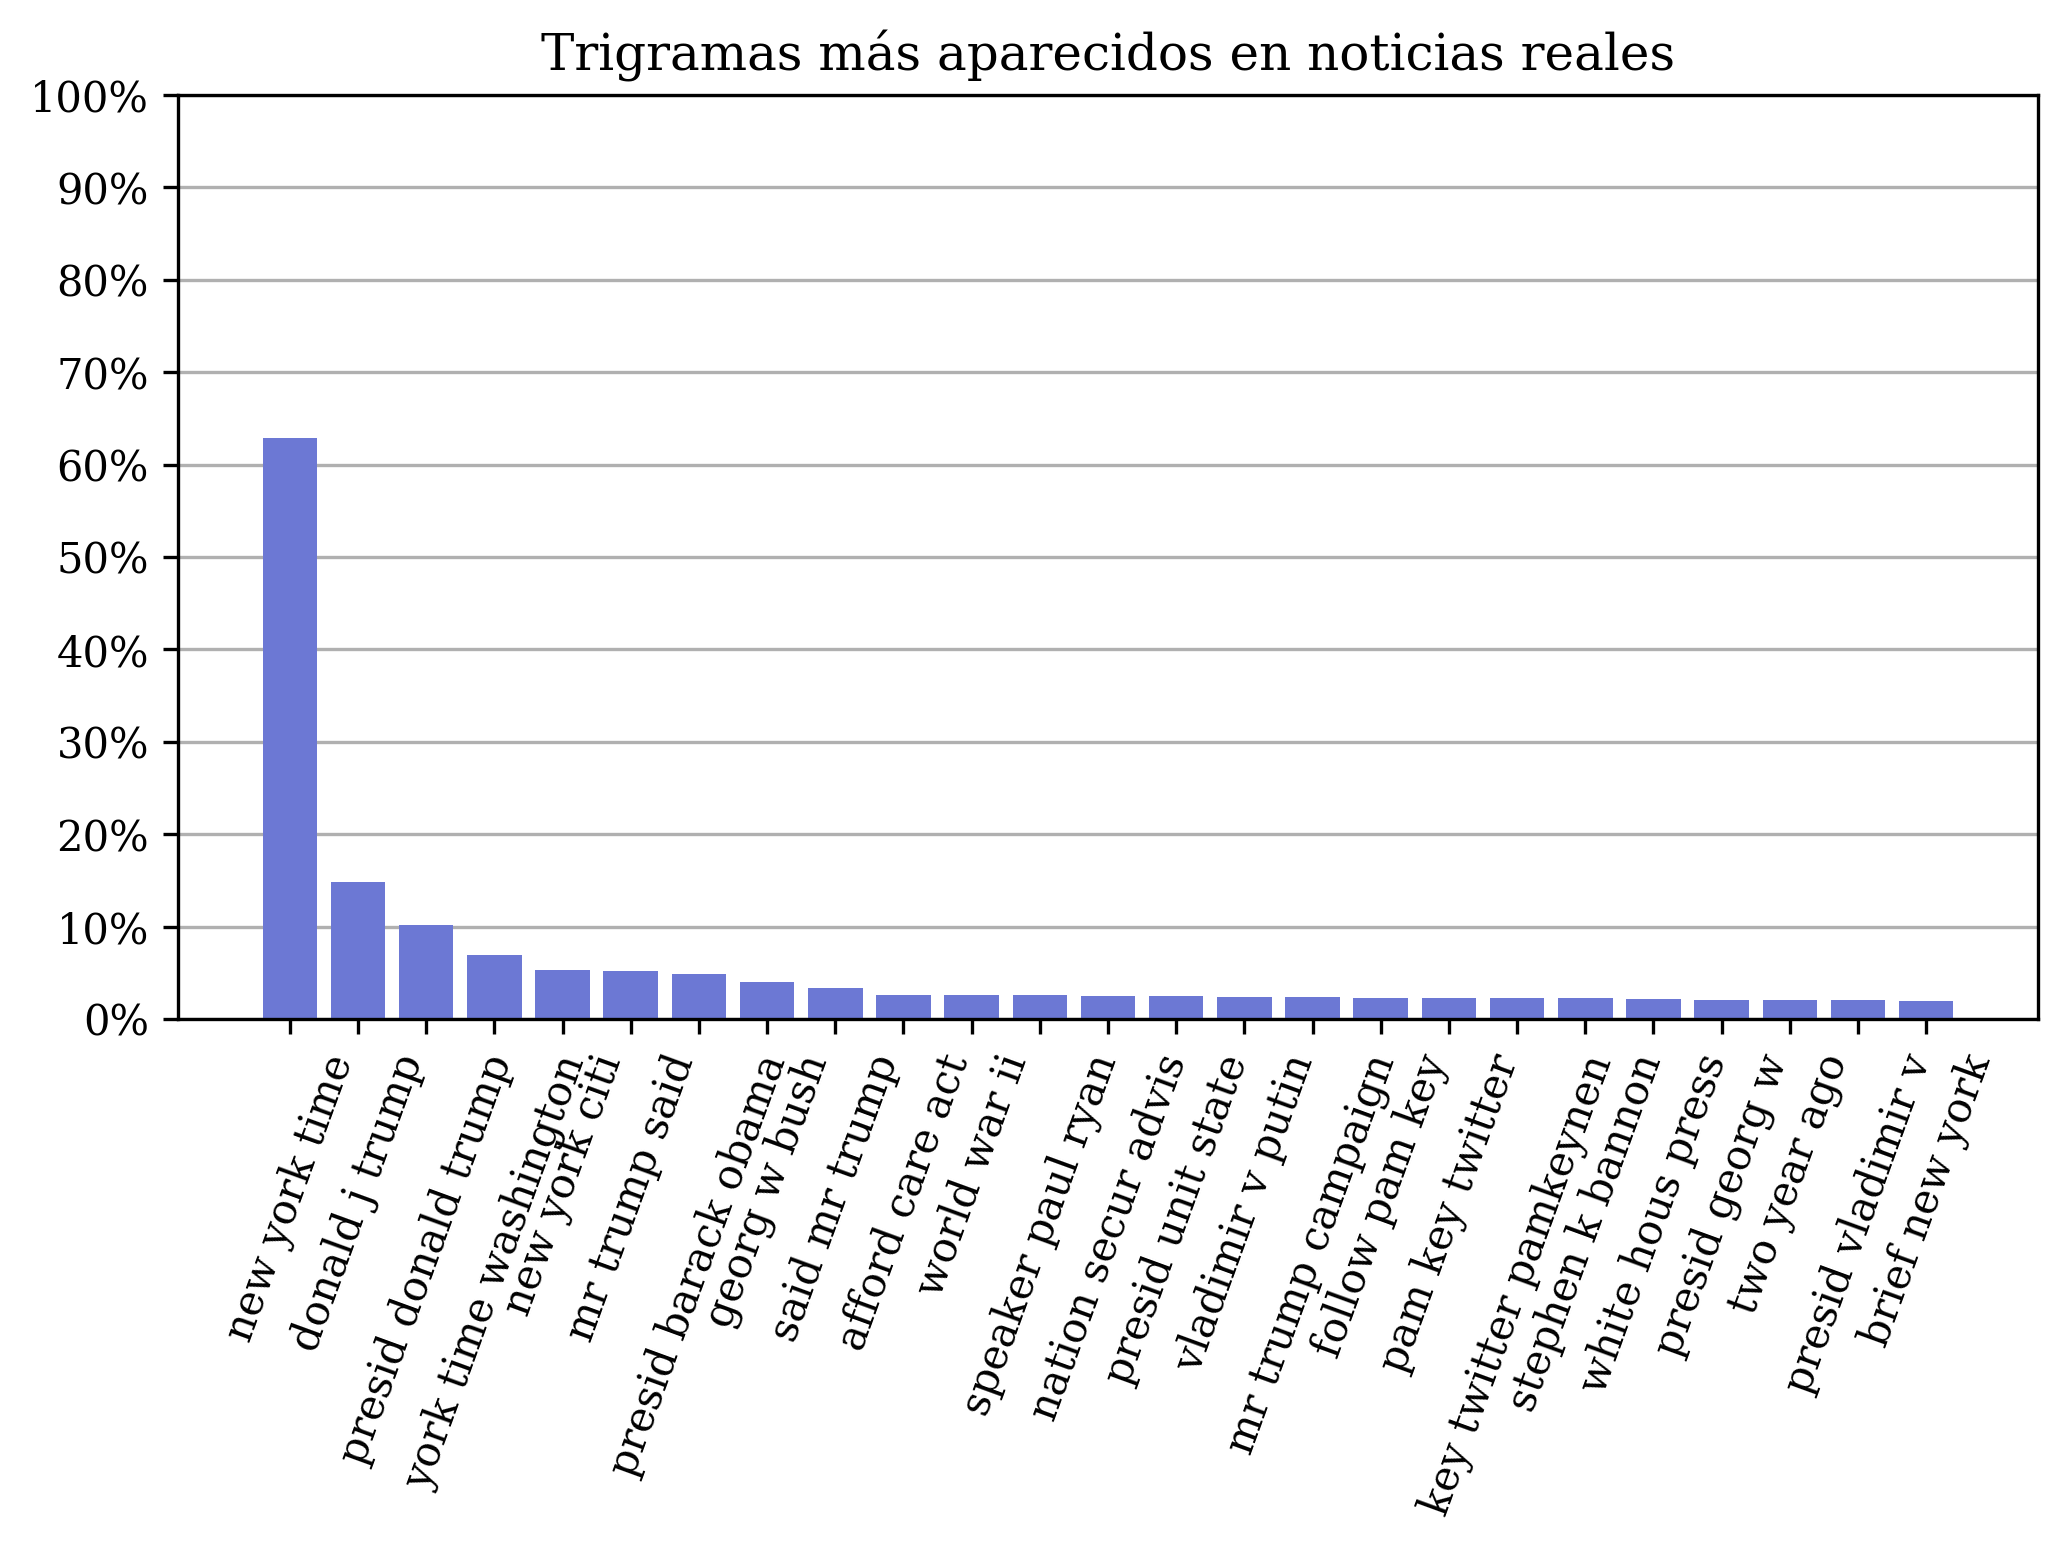 Trigramas más aparecidos en noticias reales
100%
90%
80%
70%
60%
50%
40%
30%
20%
10%
0%
new york time
donald j trump
presid donald trump
york time washington
new york citi
mr trump said
presid barack obama
georg w bush
said mr trump
afford care act
world war ii
speaker paul ryan
nation secur advis
presid unit state
vladimir v putin
mr trump campaign
follow pam key
pam key twitter
key twitter pamkeynen
stephen k bannon
white hous press
presid georg w
two year ago
presid vladimir v
brief new york